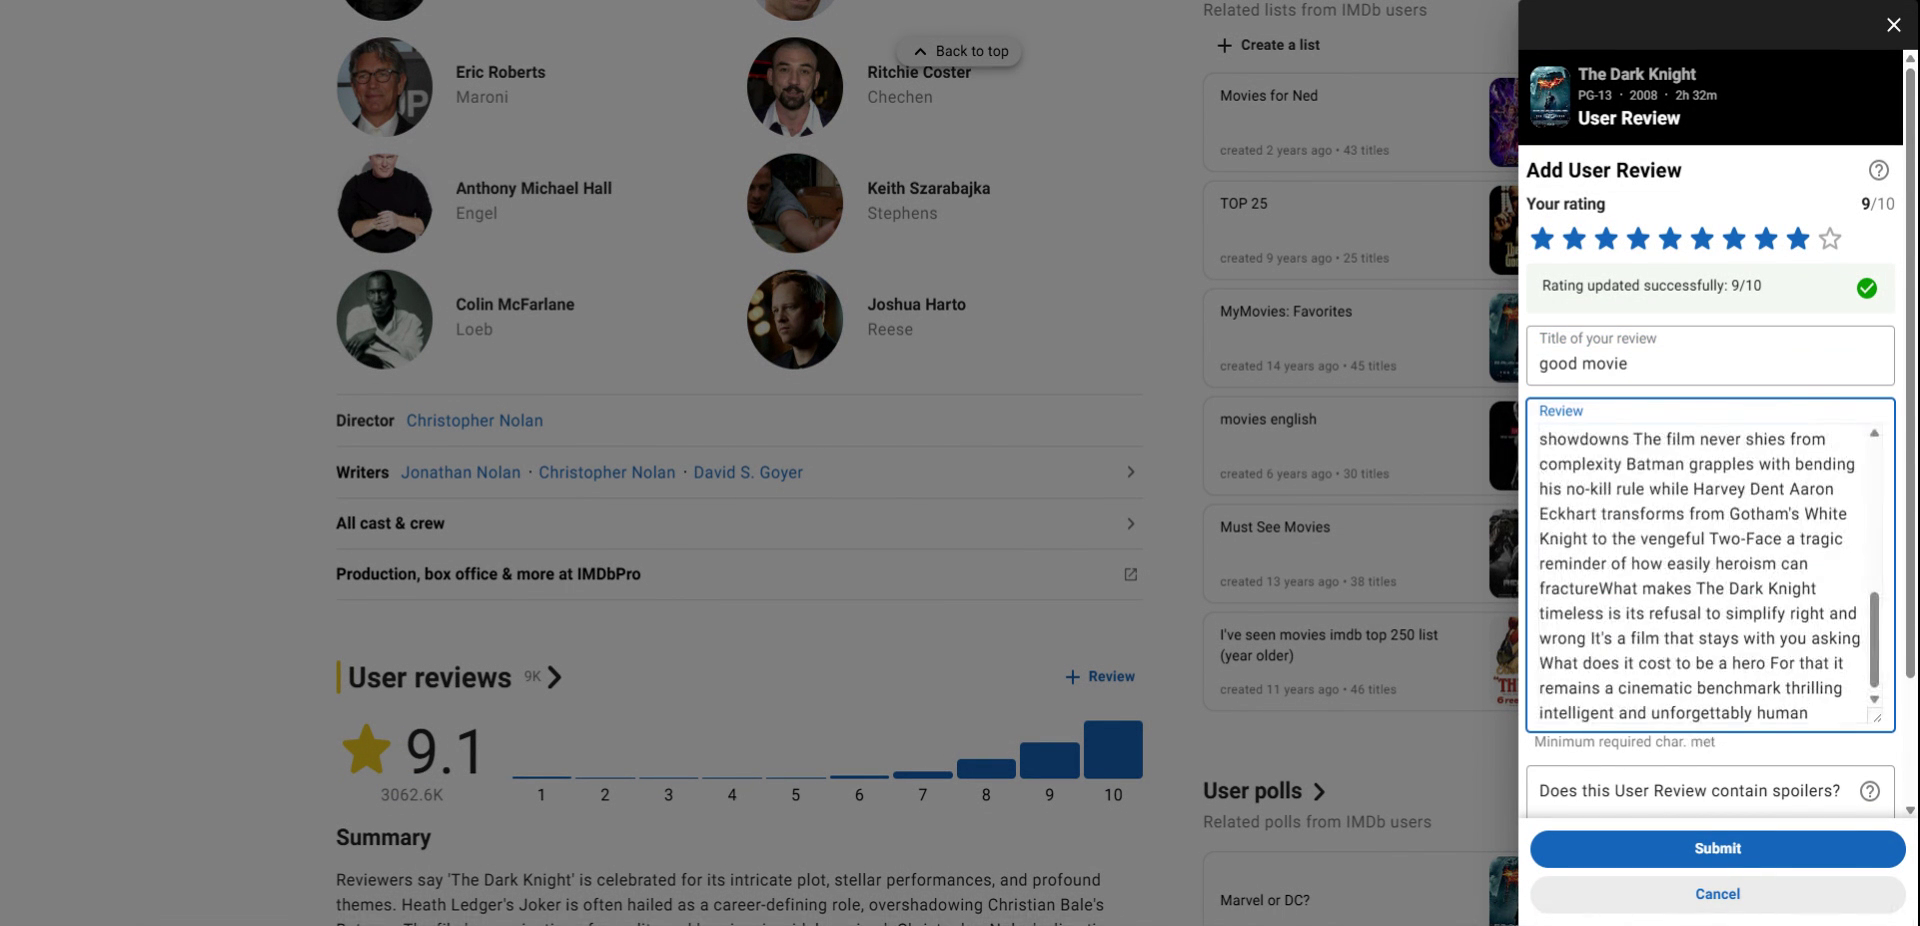 Eric Roberts
Maroni
Ritchie Coster
Chechen
Back to top
Anthony Michael Hall
Engel
Keith Szarabajka
Stephens
Colin McFarlane
Loeb
Joshua Harto
Reese
Director Christopher Nolan
Writers Jonathan Nolan · Christopher Nolan · David S. Goyer
All cast & crew
Production, box office & more at IMDbPro
User reviews 9K
Review
9.1
3062.6K
1 2 3 4 5 6 7 8 9 10
Summary
Reviewers say 'The Dark Knight' is celebrated for its intricate plot, stellar performances, and profound
themes. Heath Ledger's Joker is often hailed as a career-defining role, overshadowing Christian Bale's
Related lists from IMDb users
Create a list
Movies for Ned
created 2 years ago • 43 titles
TOP 25
created 9 years ago • 25 titles
MyMovies: Favorites
created 14 years ago • 45 titles
movies english
created 6 years ago • 30 titles
Must See Movies
created 13 years ago • 38 titles
I've seen movies imdb top 250 list
(year older)
created 11 years ago • 46 titles
User polls
Related polls from IMDb users
Marvel or DC?
The Dark Knight
PG-13 · 2008 · 2h 32m
User Review
Add User Review
Your rating 9/10
Rating updated successfully: 9/10
Title of your review
good movie
Review
showdowns The film never shies from
complexity Batman grapples with bending
his no-kill rule while Harvey Dent Aaron
Eckhart transforms from Gotham's White
Knight to the vengeful Two-Face a tragic
reminder of how easily heroism can
fractureWhat makes The Dark Knight
timeless is its refusal to simplify right and
wrong It's a film that stays with you asking
What does it cost to be a hero For that it
remains a cinematic benchmark thrilling
intelligent and unforgettably human
Minimum required char. met
Does this User Review contain spoilers?
Submit
Cancel